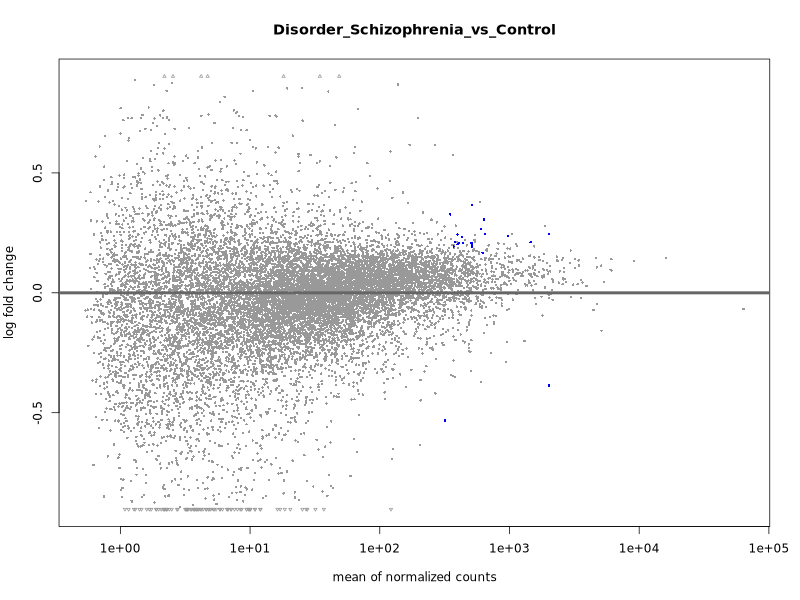 Disorder_Schizophrenia_vs_Control
log fold change
0.5
0.0
-0.5
1e+00 1e+01 1e+02 1e+03 1e+04 1e+05
mean of normalized counts